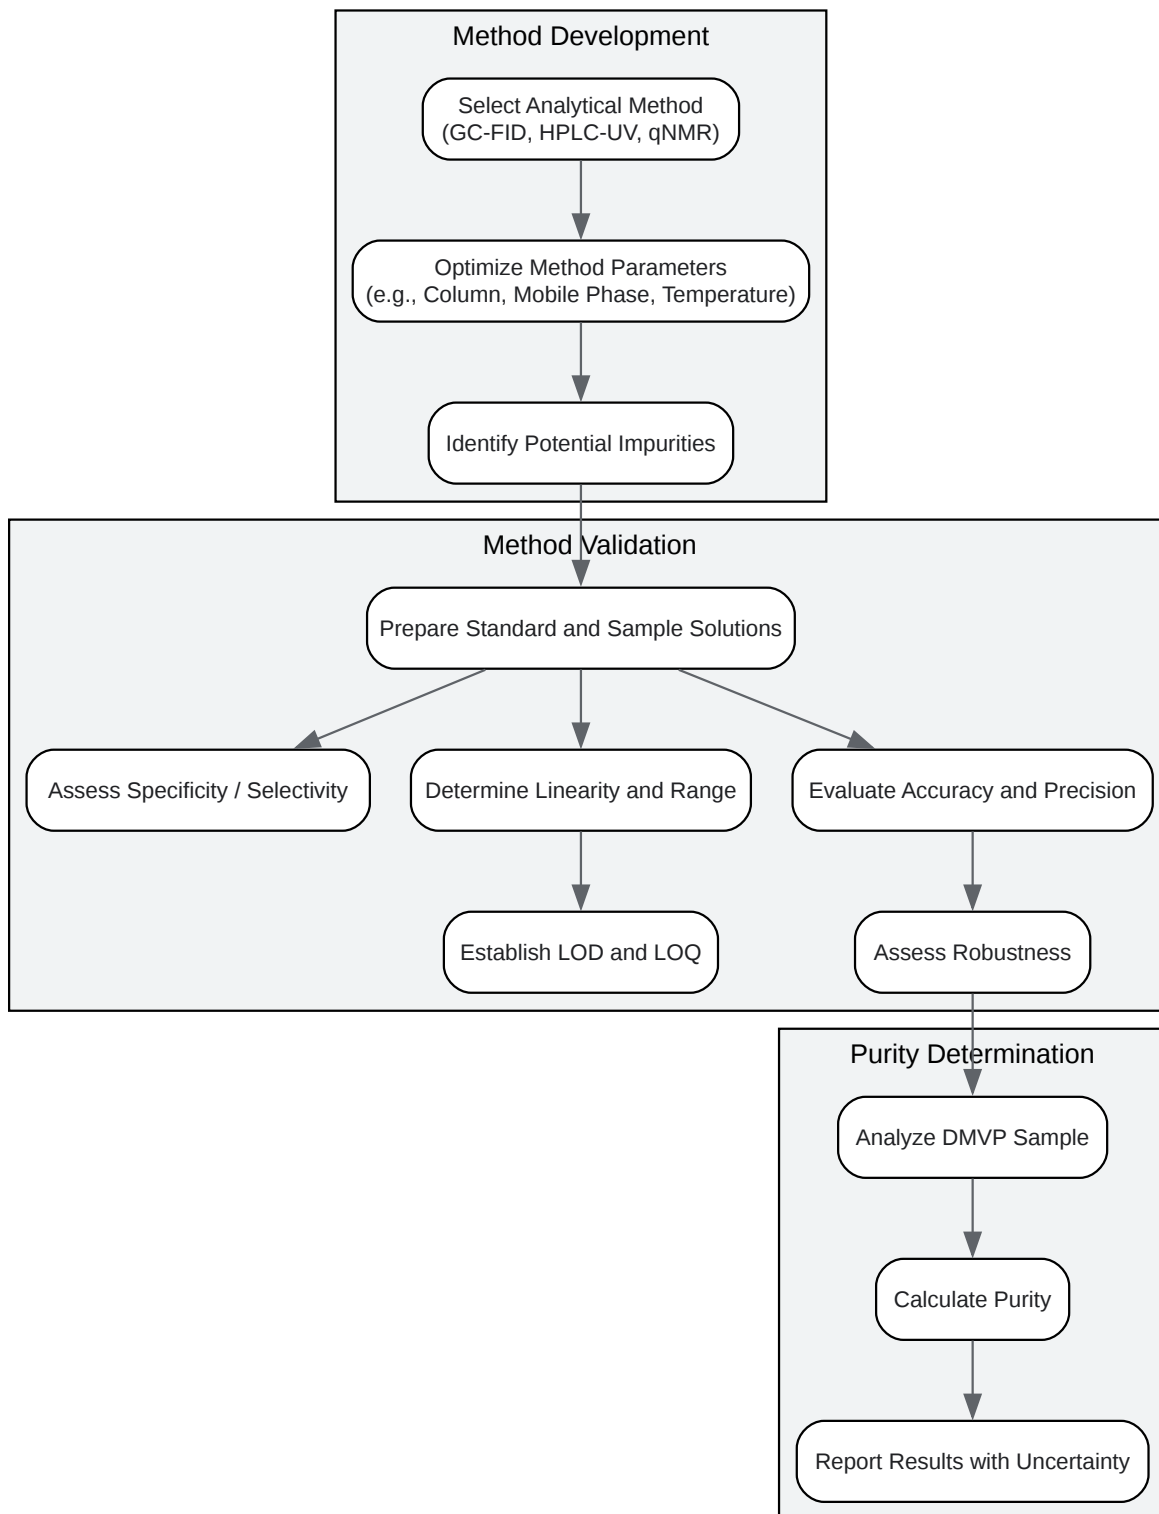 Method Development
Select Analytical Method
(GC-FID, HPLC-UV, qNMR)
Optimize Method Parameters
(e.g., Column, Mobile Phase, Temperature)
Identify Potential Impurities
Method Validation
Prepare Standard and Sample Solutions
Assess Specificity / Selectivity
Determine Linearity and Range
Evaluate Accuracy and Precision
Establish LOD and LOQ
Assess Robustness
Purity Determination
Analyze DMVP Sample
Calculate Purity
Report Results with Uncertainty